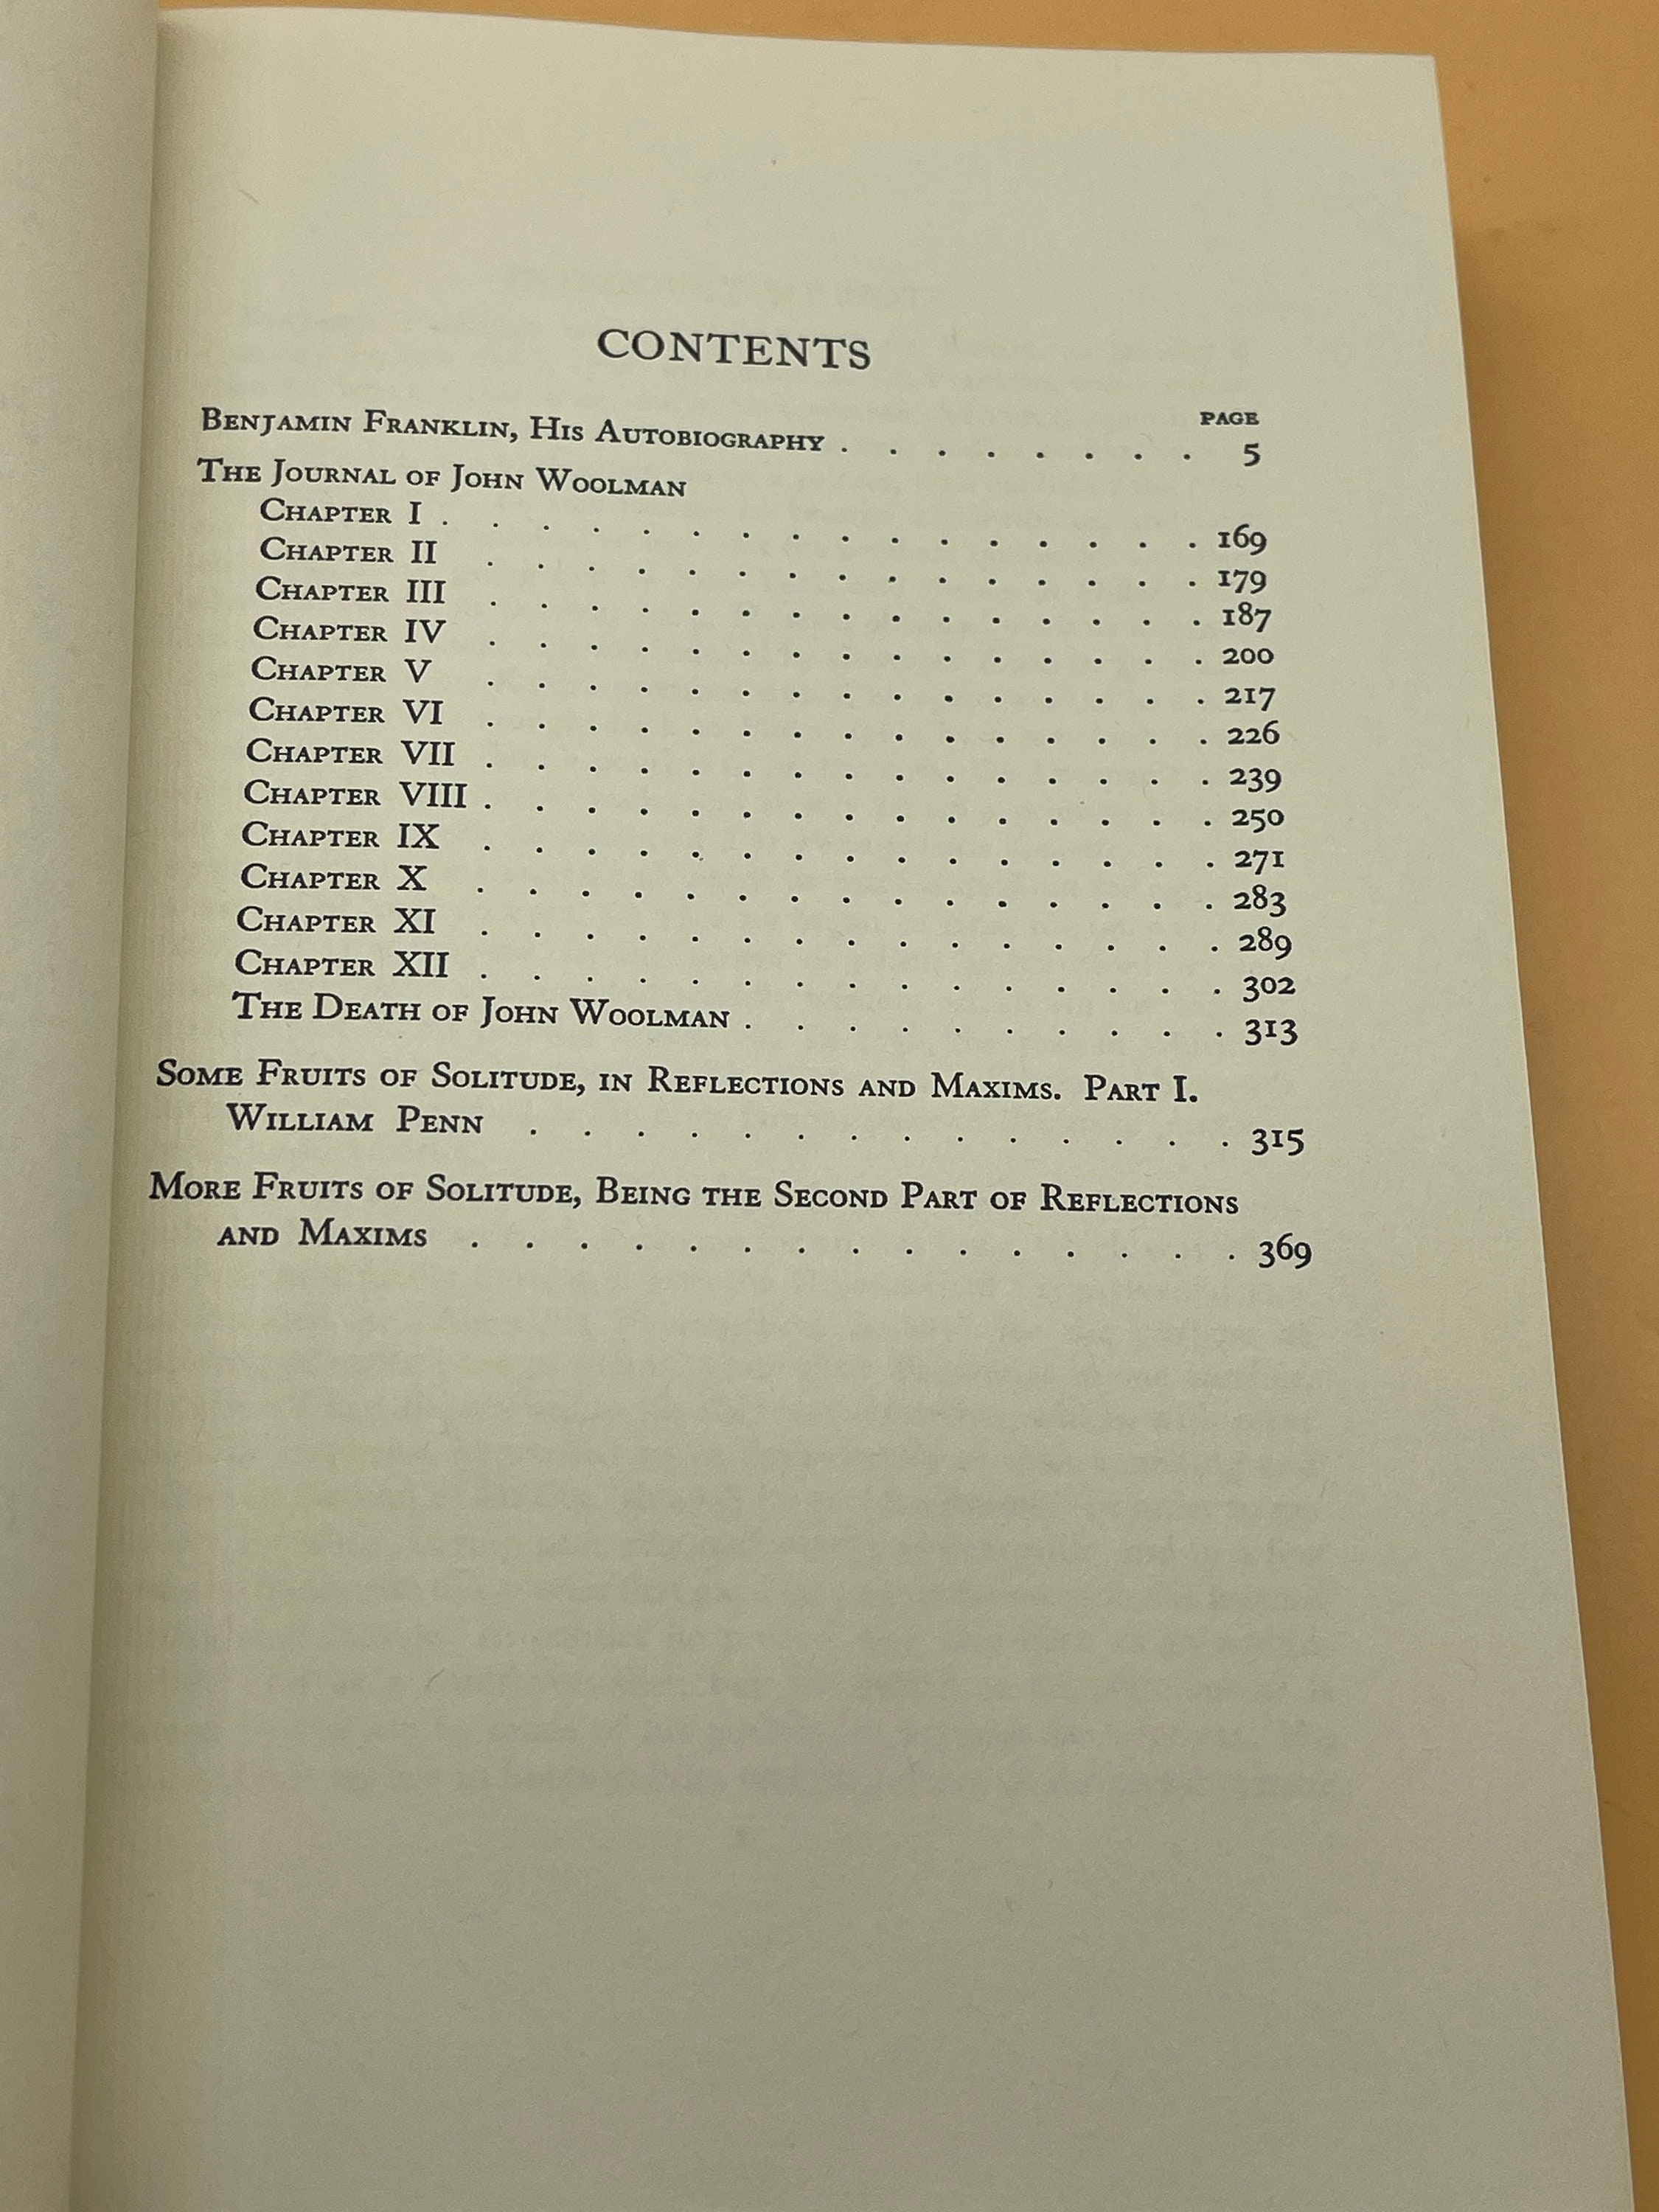 CONTENTS
PAGE
BENJAMIN FRANKLIN, HIS AUTOBIOGRAPHY . . . . . . . . 5
THE JOURNAL OF JOHN WOOLMAN
CHAPTER I . . . . . . . . . . . . . . . . 169
CHAPTER II . . . . . . . . . . . . . . . 179
CHAPTER III . . . . . . . . . . . . . . . 187
CHAPTER IV . . . . . . . . . . . . . . . 200
CHAPTER V . . . . . . . . . . . . . . . 217
CHAPTER VI . . . . . . . . . . . . . . . 226
CHAPTER VII . . . . . . . . . . . . . . . 239
CHAPTER VIII . . . . . . . . . . . . . . . 250
CHAPTER IX . . . . . . . . . . . . . . . 271
CHAPTER X . . . . . . . . . . . . . . . 283
CHAPTER XI . . . . . . . . . . . . . . . 289
CHAPTER XII . . . . . . . . . . . . . . . 302
THE DEATH OF JOHN WOOLMAN . . . . . . . . . . 313
SOME FRUITS OF SOLITUDE, IN REFLECTIONS AND MAXIMS. PART I.
WILLIAM PENN . . . . . . . . . . . . . . 315
MORE FRUITS OF SOLITUDE, BEING THE SECOND PART OF REFLECTIONS
AND MAXIMS . . . . . . . . . . . . . . . 369